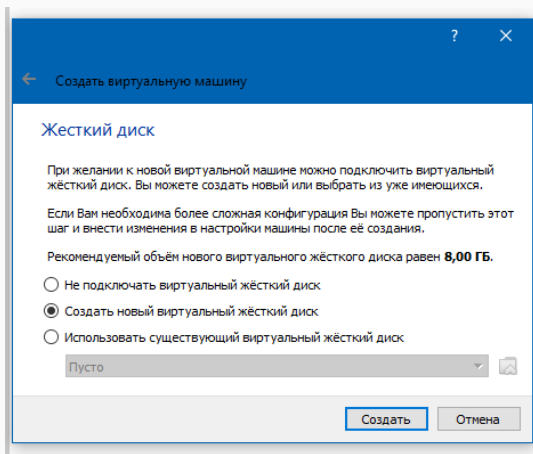 ?
Создать виртуальную машину
Жесткий диск
При желании к новой виртуальной машине можно подключить виртуальный
жёсткий диск. Вы можете создать новый или выбрать из уже имеющихся.
Если Вам необходима более сложная конфигурация Вы можете пропустить этот
шаг и внести изменения в настройки машины после её создания.
Рекомендуемый объём нового виртуального жёсткого диска равен 8,00 ГБ.
Не подключать виртуальный жёсткий диск
Создать новый виртуальный жёсткий диск
Использовать существующий виртуальный жёсткий диск
Пусто
Создать Отмена